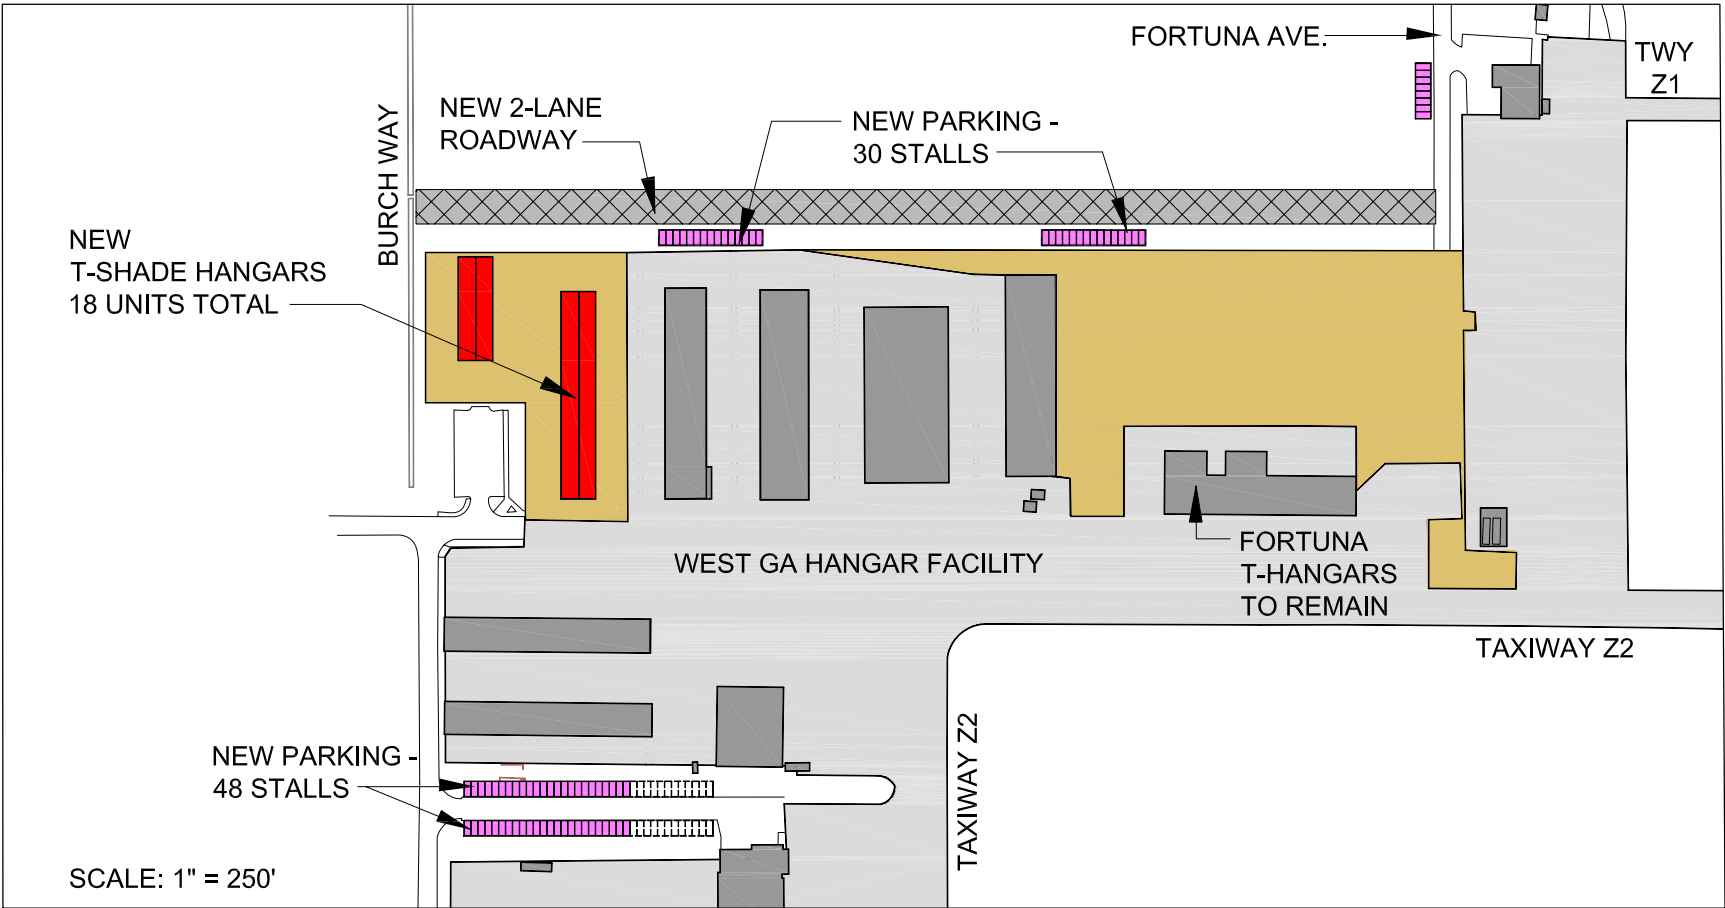 FORTUNA AVE.
TWY
Z1
NEW 2-LANE
ROADWAY
NEW PARKING -
30 STALLS
BURCH WAY
NEW
T-SHADE HANGARS
18 UNITS TOTAL
WEST GA HANGAR FACILITY
FORTUNA
T-HANGARS
TO REMAIN
TAXIWAY Z2
TAXIWAY Z2
NEW PARKING -
48 STALLS
SCALE: 1" = 250'